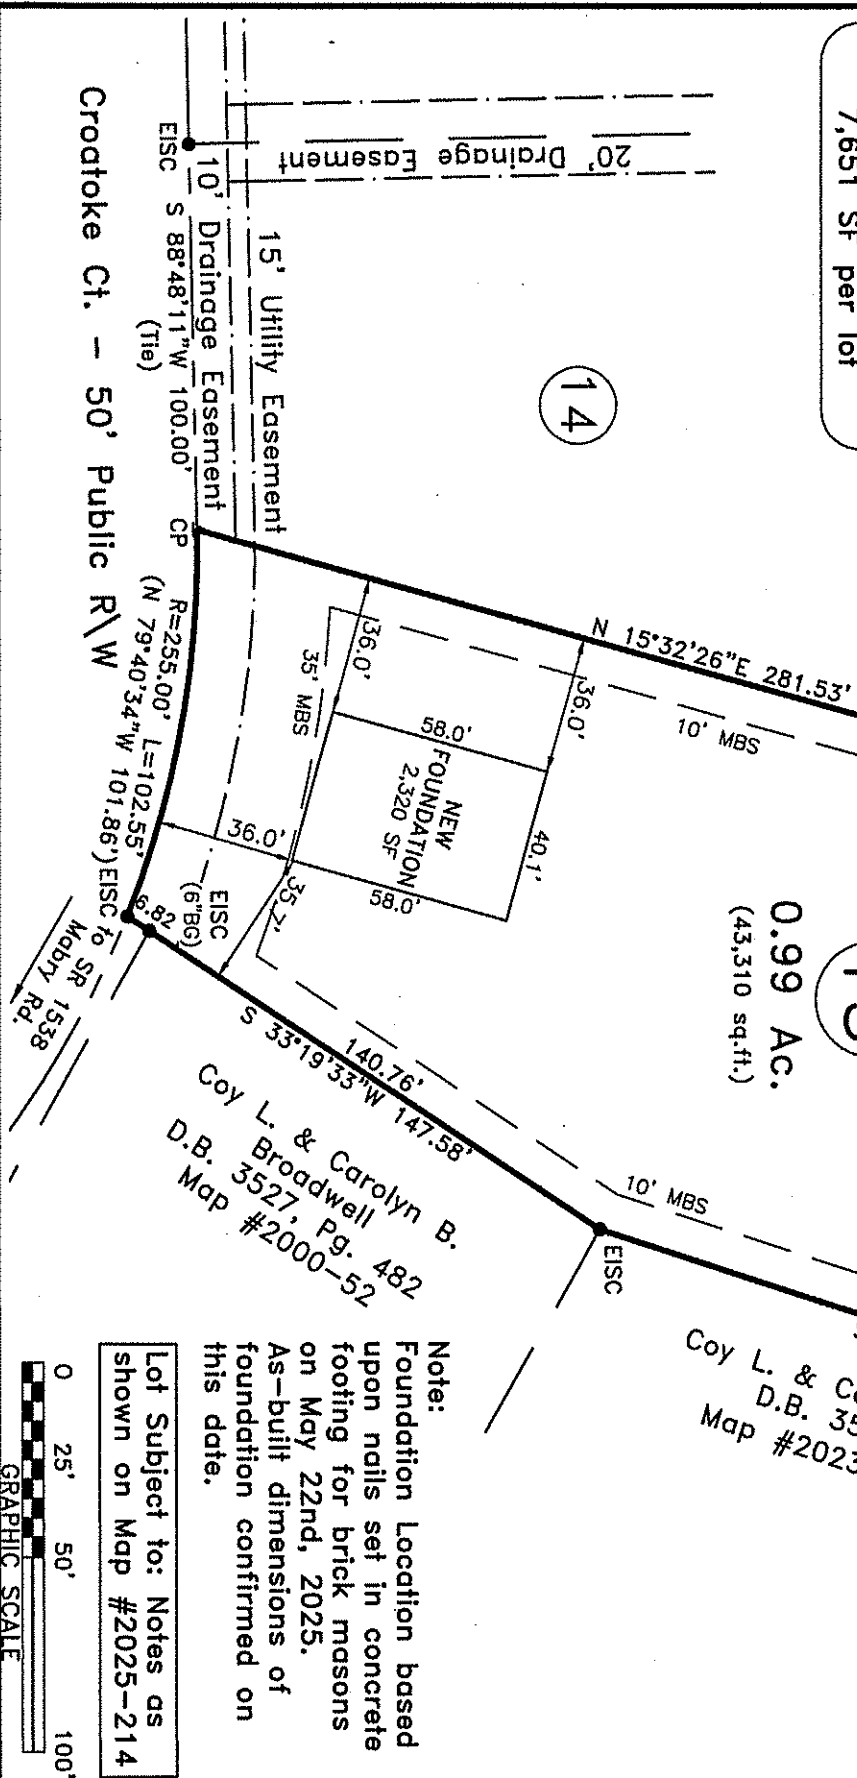 7,651 SF per lot
20' Drainage Easement
EISC
S 88°48'11"W 100.00'
(Tie)
10' Drainage Easement
15' Utility Easement
14
Croatoke Ct. - 50' Public R\W
CP
R=255.00' L=102.55'
(N 79°40'34"W 101.86')
EISC
N 15°32'26"E 281.53'
10' MBS
36.0'
36.0'
35' MBS
58.0'
NEW
FOUNDATION
2,320 SF
40.1'
58.0'
36.0'
35.7'
EISC
(6"BG)
6.82
to SR 1538
Mabry Rd.
0.99 Ac.
(43,310 sq.ft.)
140.76'
S 33°19'33"W 147.58'
10' MBS
EISC
Coy L. & Carolyn B.
Broadwell
D.B. 3527, Pg. 482
Map #2000-52
Coy L. &
D.B. 35
Map #2023
Note:
Foundation Location based
upon nails set in concrete
footing for brick masons
on May 22nd, 2025.
As-built dimensions of
foundation confirmed on
this date.
Lot Subject to: Notes as
shown on Map #2025-214
0 25' 50' 100'
GRAPHIC SCALE